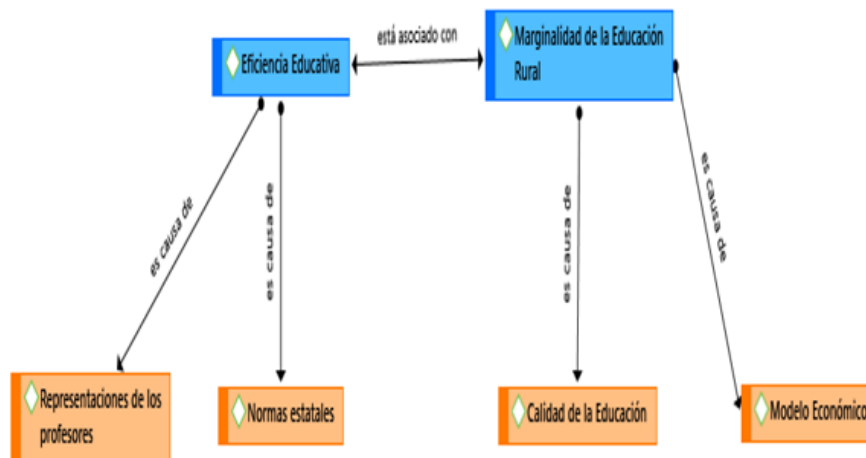 Eficiencia Educativa
está asociado con
Marginalidad de la Educación
Rural
es causa de
es causa de
es causa de
es causa de
Representaciones de los
profesores
Normas estatales
Calidad de la Educación
Modelo Económico